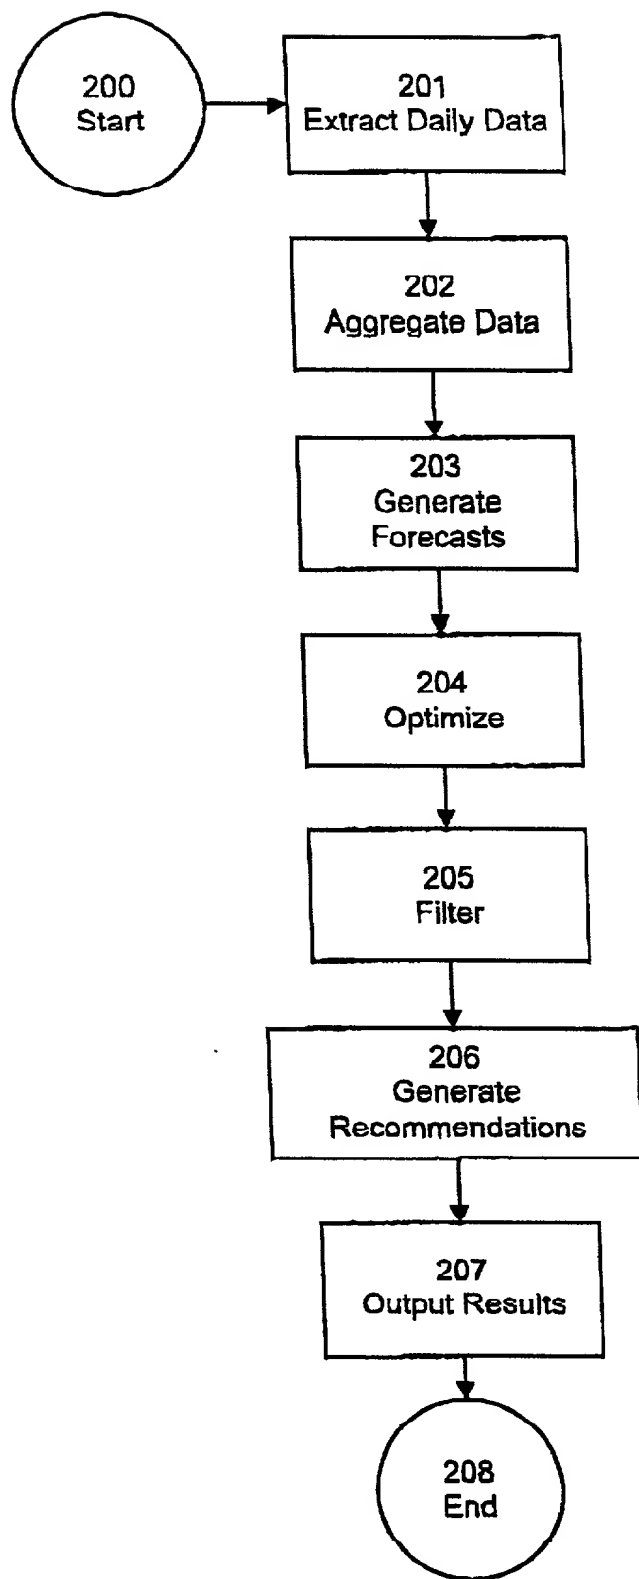 200
Start
201
Extract Daily Data
202
Aggregate Data
203
Generate
Forecasts
204
Optimize
205
Filter
206
Generate
Recommendations
207
Output Results
208
End